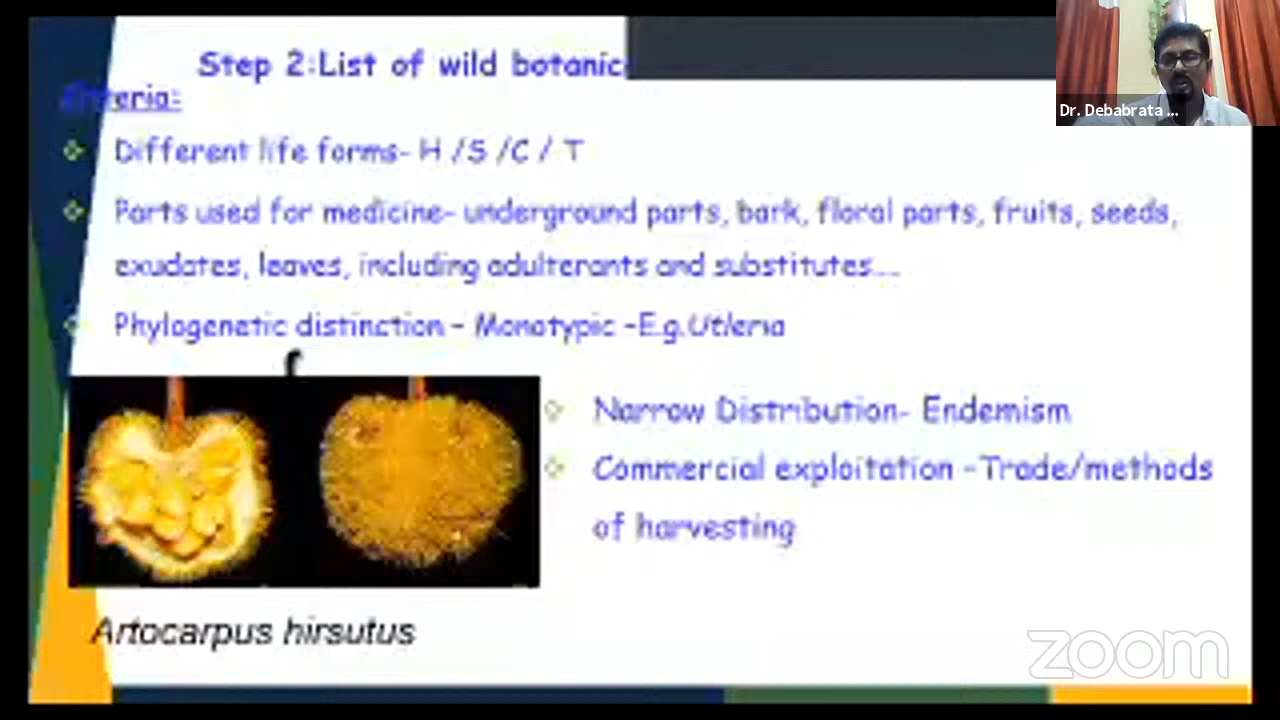 Step 2:List of wild botanic
Criteria:
Different life forms- H /S /C / T
Parts used for medicine- underground parts, bark, floral parts, fruits, seeds,
exudates, leaves, including adulterants and substitutes....
Phylogenetic distinction – Monotypic –E.g.Utleria
Narrow Distribution- Endemism
Commercial exploitation –Trade/methods
of harvesting
Artocarpus hirsutus
Dr. Debabrata ...
zoom